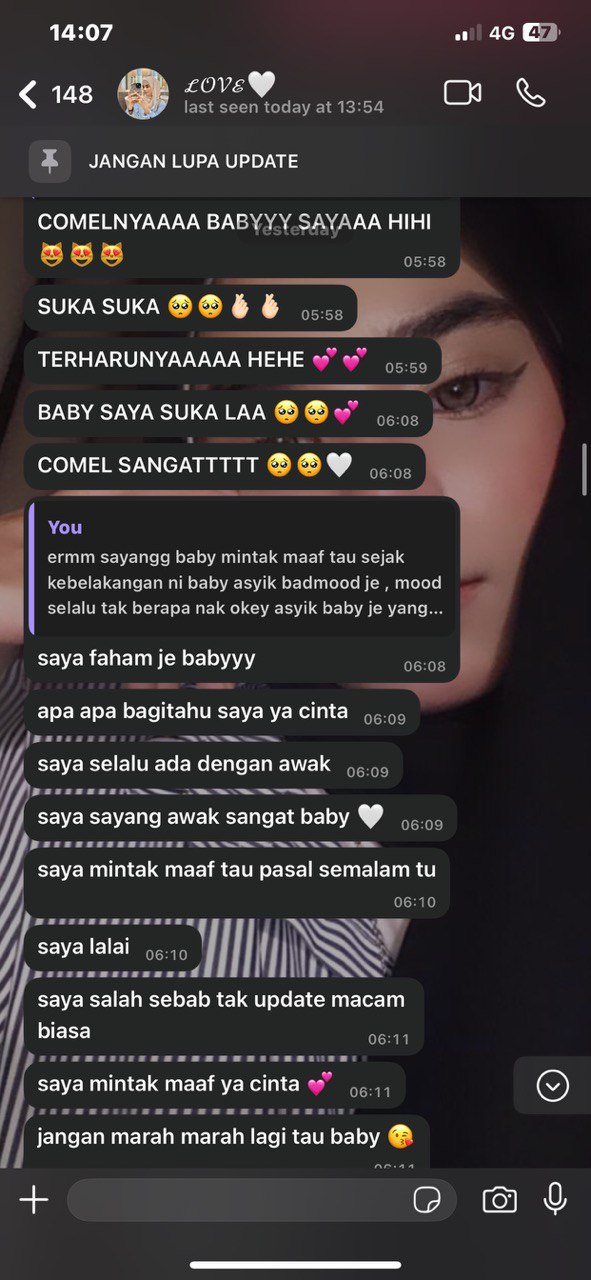 14:07
4G 47
148
𝓛𝓞𝓥𝓔🤍
last seen today at 13:54
JANGAN LUPA UPDATE
Yesterday
COMELNYAAAA BABYYY SAYAAA HIHI
😻 😻 😻
05:58
SUKA SUKA 🥺 🥺 🫰🏻 🫰🏻 05:58
TERHARUNYAAAAA HEHE 💕 💕 05:59
BABY SAYA SUKA LAA 🥺 🥺 💕 06:08
COMEL SANGATTTTT 🥺 🥺 🤍 06:08
You
ermm sayangg baby mintak maaf tau sejak
kebelakangan ni baby asyik badmood je , mood
selalu tak berapa nak okey asyik baby je yang...
saya faham je babyyy 06:08
apa apa bagitahu saya ya cinta 06:09
saya selalu ada dengan awak 06:09
saya sayang awak sangat baby 🤍 06:09
saya mintak maaf tau pasal semalam tu
06:10
saya lalai 06:10
saya salah sebab tak update macam
biasa 06:11
saya mintak maaf ya cinta 💕 06:11
jangan marah marah lagi tau baby 😘
06:11